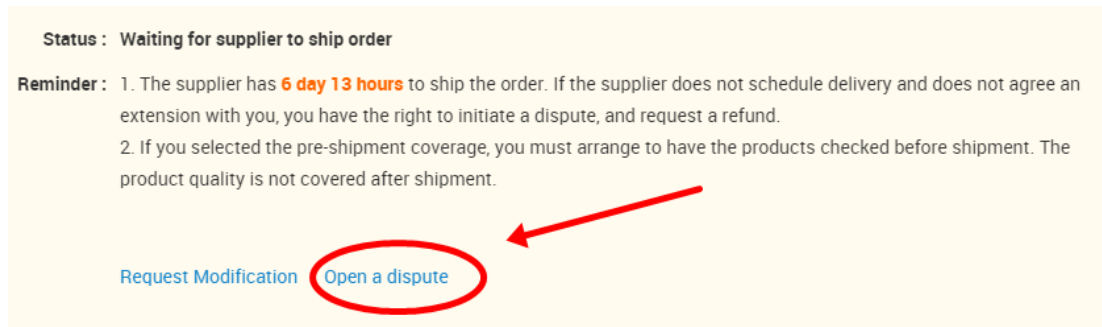 Status : Waiting for supplier to ship order
Reminder : 1. The supplier has 6 day 13 hours to ship the order. If the supplier does not schedule delivery and does not agree an
extension with you, you have the right to initiate a dispute, and request a refund.
2. If you selected the pre-shipment coverage, you must arrange to have the products checked before shipment. The
product quality is not covered after shipment.
Request Modification Open a dispute